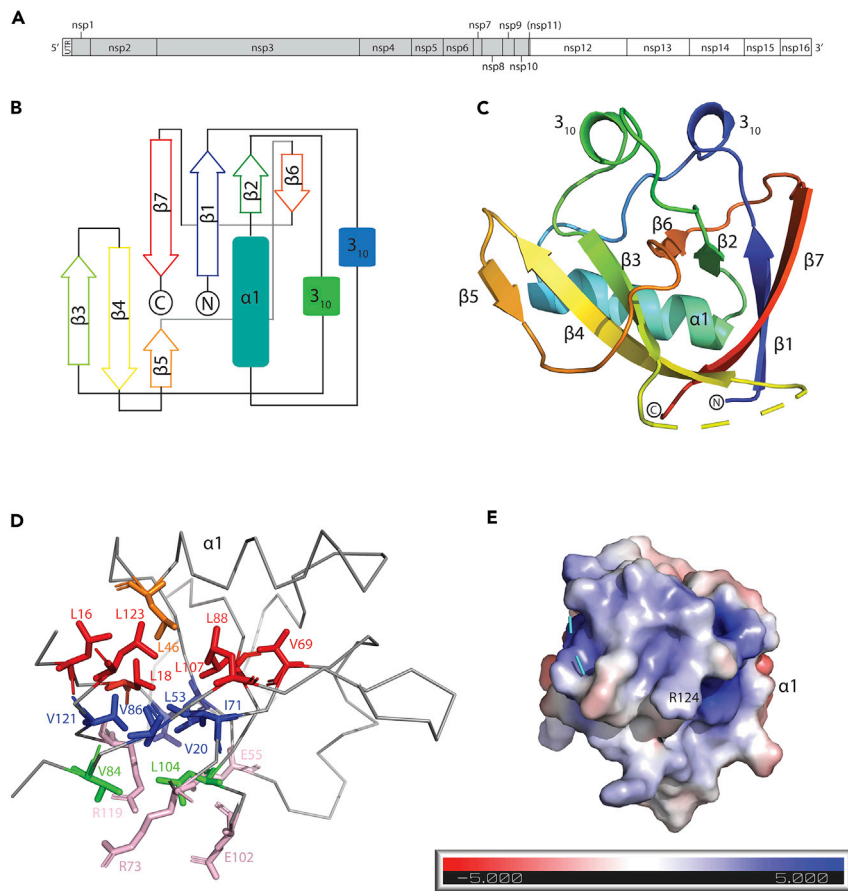 A
nsp1
nsp7
nsp9
(nsp11)
5′
UTR
nsp2
nsp3
nsp4
nsp5
nsp6
nsp12
nsp13
nsp14
nsp15
nsp16
3′
nsp8
nsp10
B
β7
β1
β2
β6
β3
β4
C
N
β5
α1
3₁₀
3₁₀
C
3₁₀
3₁₀
β6
β2
β3
β7
β5
α1
β4
β1
C
N
D
α1
L16
L123
L88
V69
L46
L107
L18
L53
I71
V121
V86
V20
V84
L104
E55
R119
R73
E102
E
R124
α1
-5.000
5.000